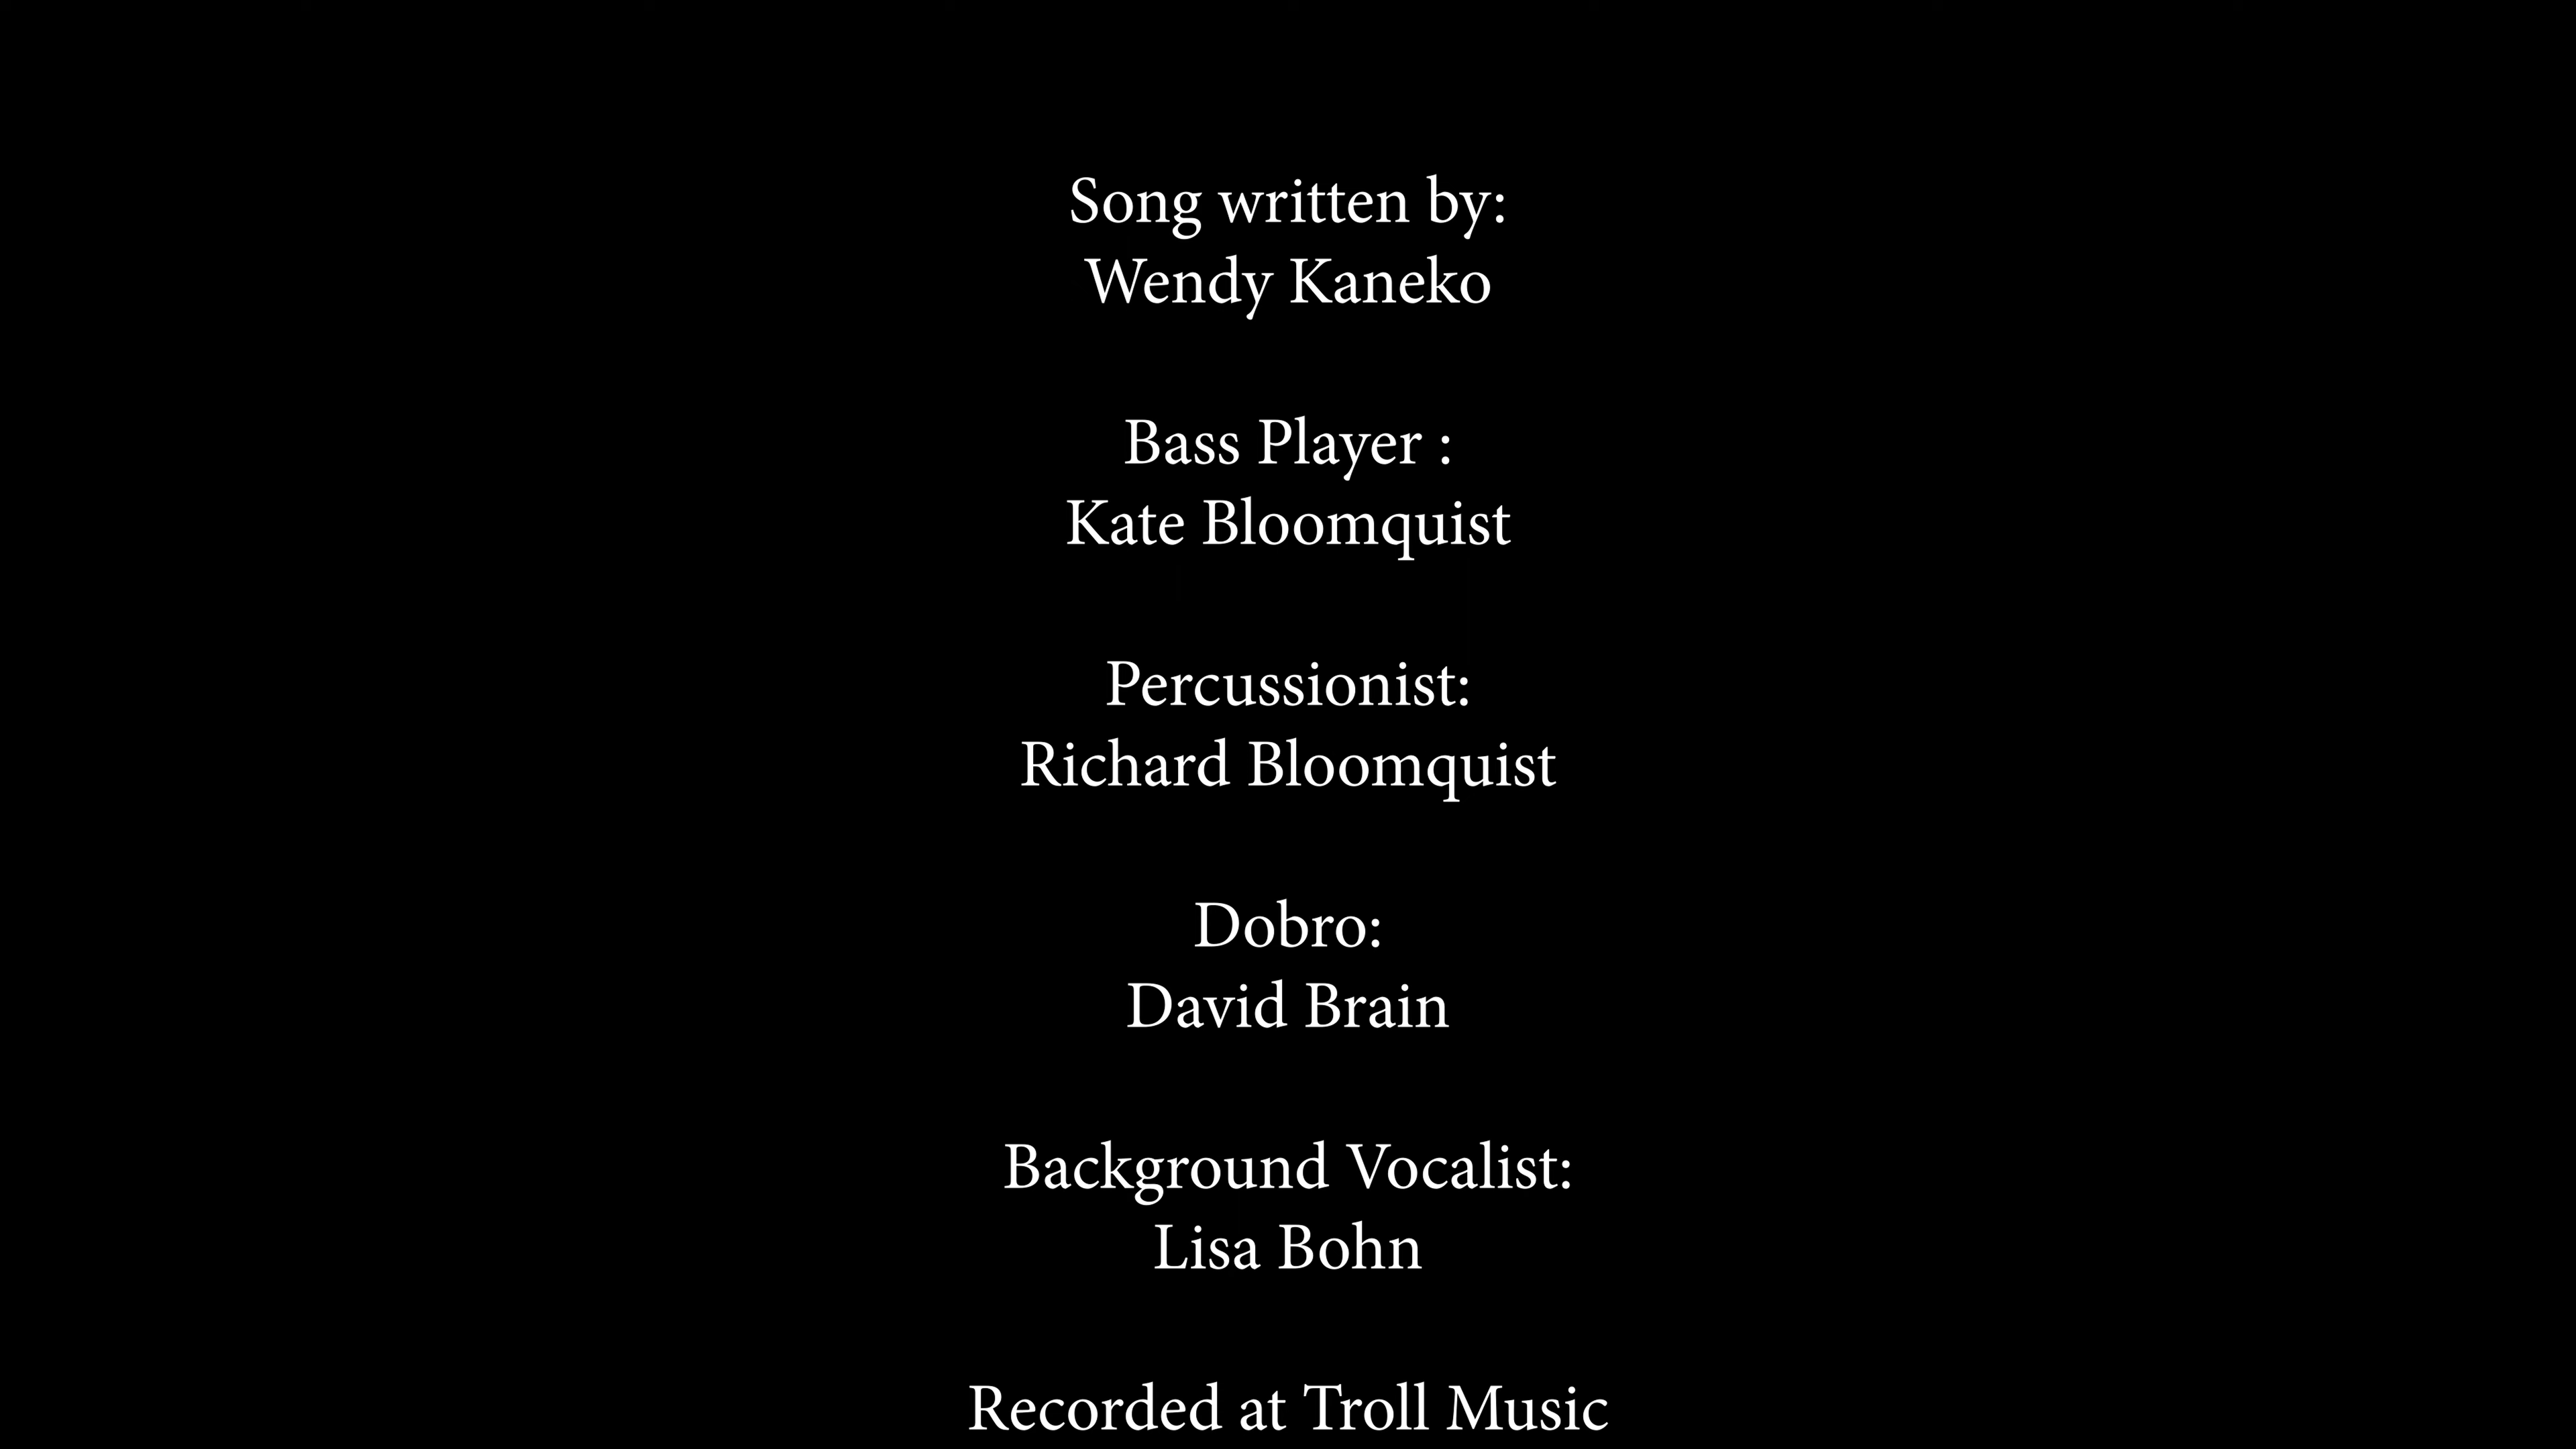 Song written by:
Wendy Kaneko
Bass Player :
Kate Bloomquist
Percussionist:
Richard Bloomquist
Dobro:
David Brain
Background Vocalist:
Lisa Bohn
Recorded at Troll Music